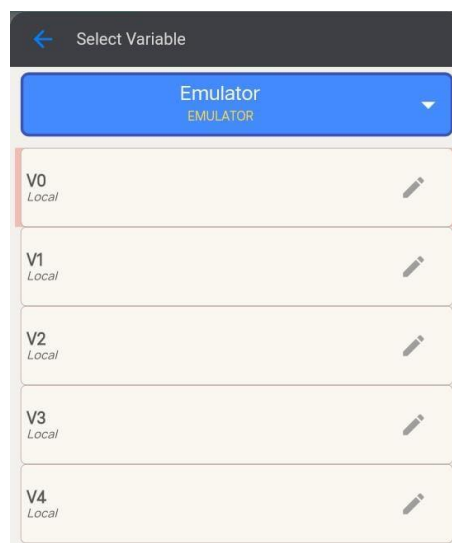 Select Variable
Emulator
EMULATOR
V0
Local
V1
Local
V2
Local
V3
Local
V4
Local